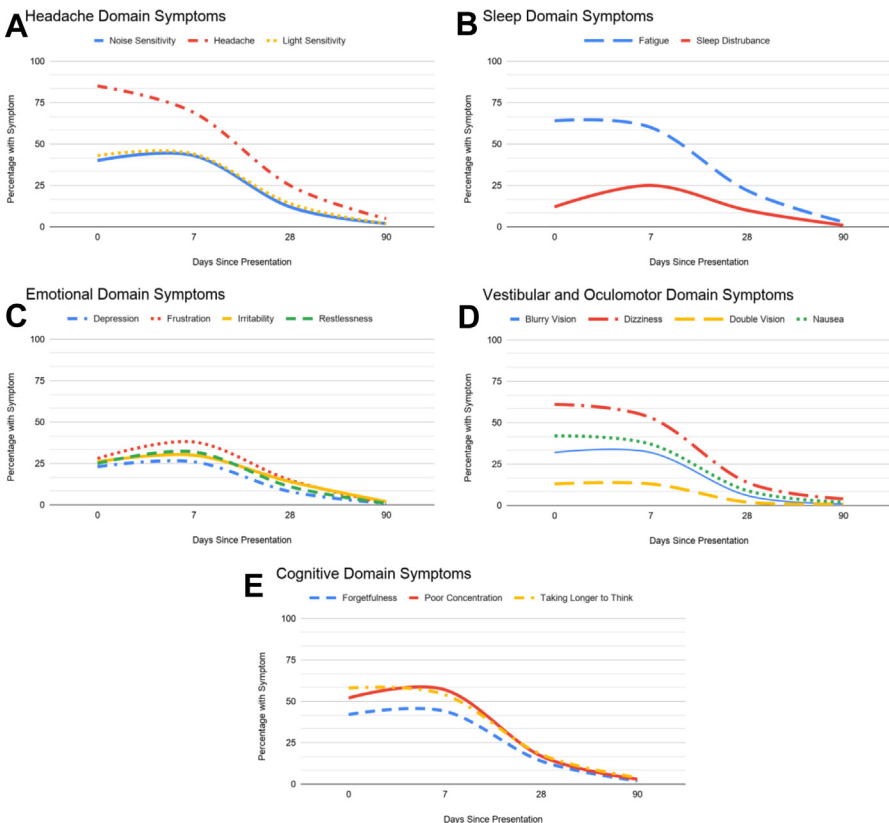 A Headache Domain Symptoms
Noise Sensitivity Headache Light Sensitivity
Percentage with Symptom
100
75
50
25
0
0 7 28 90
Days Since Presentation
B Sleep Domain Symptoms
Fatigue Sleep Distrubance
Percentage with Symptom
100
75
50
25
0
0 7 28 90
Days Since Presentation
C Emotional Domain Symptoms
Depression Frustration Irritability Restlessness
Percentage with Symptom
100
75
50
25
0
0 7 28 90
Days Since Presentation
D Vestibular and Oculomotor Domain Symptoms
Blurry Vision Dizziness Double Vision Nausea
Percentage with Symptom
100
75
50
25
0
0 7 28 90
Days Since Presentation
E Cognitive Domain Symptoms
Forgetfulness Poor Concentration Taking Longer to Think
Percentage with Symptom
100
75
50
25
0
0 7 28 90
Days Since Presentation